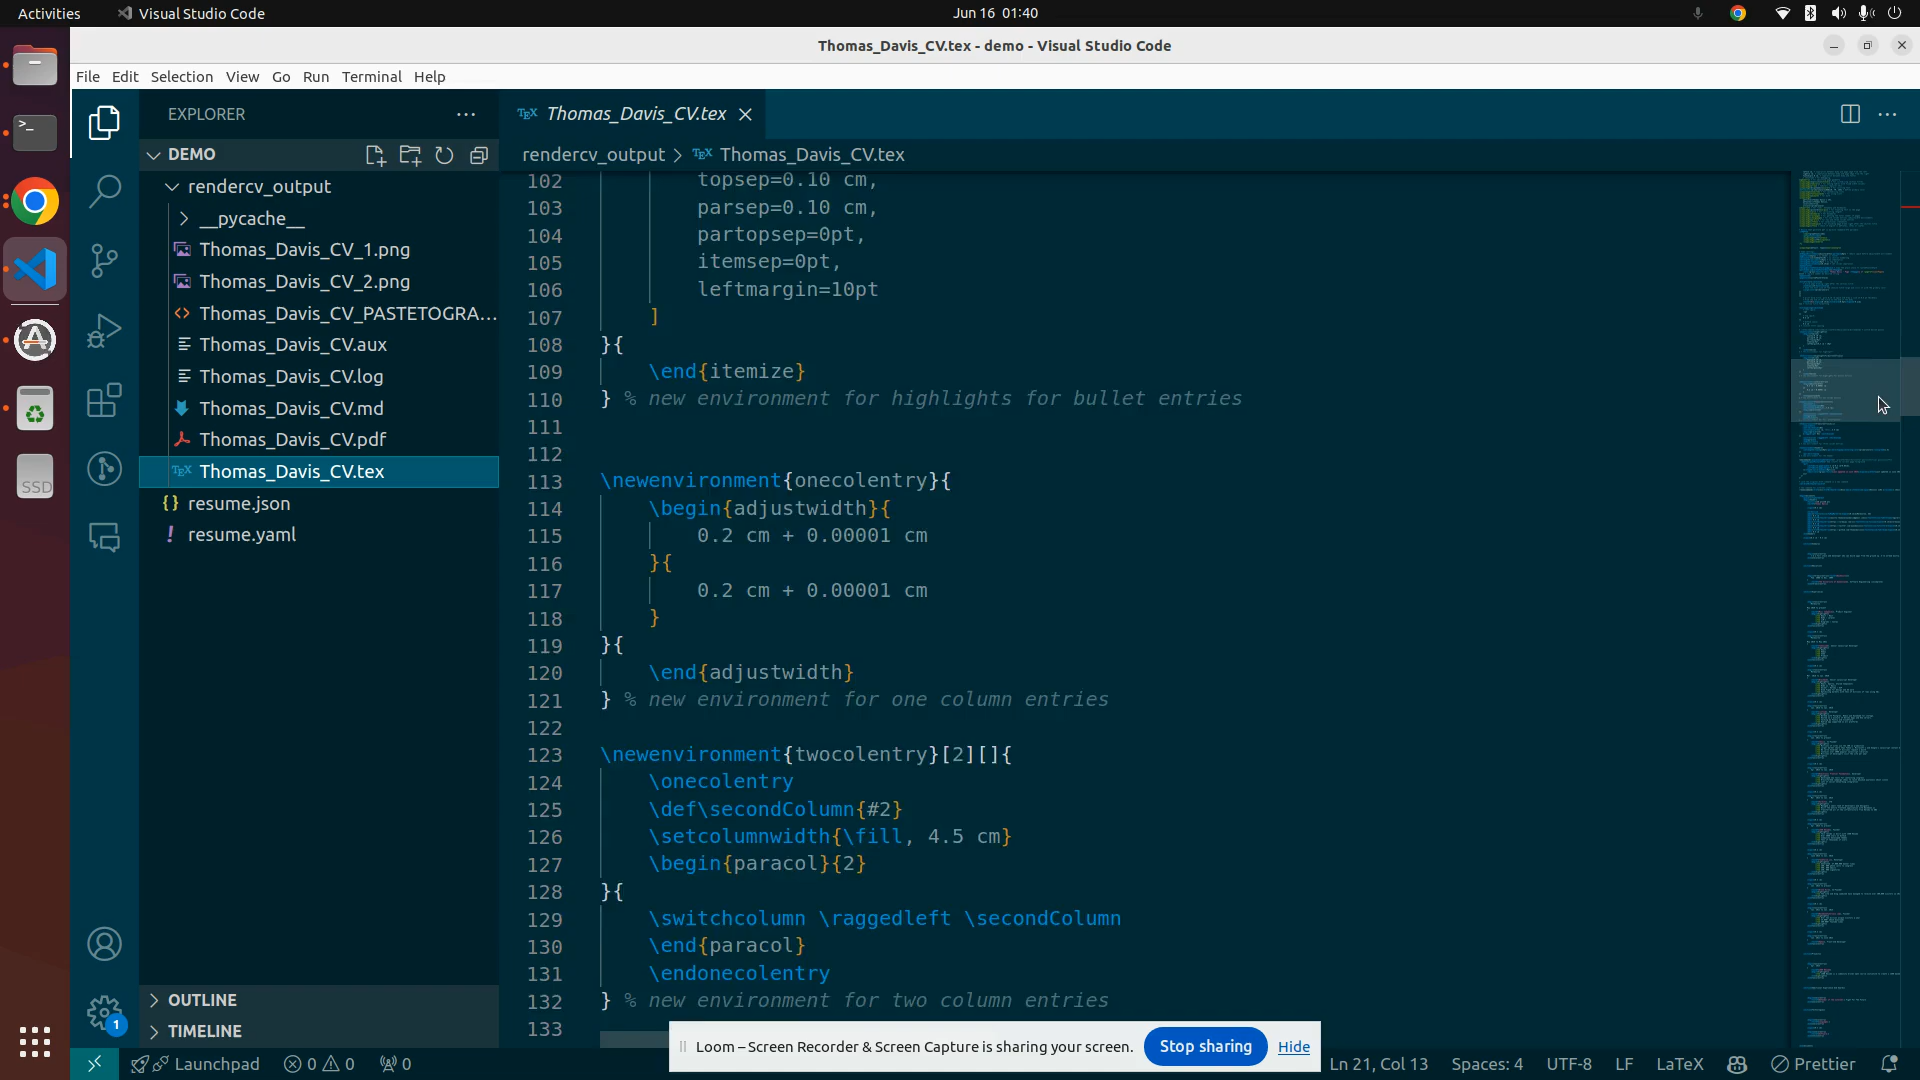 Activities
Visual Studio Code
Jun 16 01:40
Thomas_Davis_CV.tex - demo - Visual Studio Code
File Edit Selection View Go Run Terminal Help
EXPLORER
Thomas_Davis_CV.tex
DEMO
rendercv_output > Thomas_Davis_CV.tex
rendercv_output
__pycache__
Thomas_Davis_CV_1.png
Thomas_Davis_CV_2.png
Thomas_Davis_CV_PASTETOGRA...
Thomas_Davis_CV.aux
Thomas_Davis_CV.log
Thomas_Davis_CV.md
Thomas_Davis_CV.pdf
Thomas_Davis_CV.tex
resume.json
resume.yaml
OUTLINE
TIMELINE
SSD
1
102 topsep=0.10 cm,
103 parsep=0.10 cm,
104 partopsep=0pt,
105 itemsep=0pt,
106 leftmargin=10pt
107 ]
108 }{
109 \end{itemize}
110 } % new environment for highlights for bullet entries
111
112
113 \newenvironment{onecolentry}{
114 \begin{adjustwidth}{
115 0.2 cm + 0.00001 cm
116 }{
117 0.2 cm + 0.00001 cm
118 }
119 }{
120 \end{adjustwidth}
121 } % new environment for one column entries
122
123 \newenvironment{twocolentry}[2][]{
124 \onecolentry
125 \def\secondColumn{#2}
126 \setcolumnwidth{\fill, 4.5 cm}
127 \begin{paracol}{2}
128 }{
129 \switchcolumn \raggedleft \secondColumn
130 \end{paracol}
131 \endonecolentry
132 } % new environment for two column entries
133
Loom – Screen Recorder & Screen Capture is sharing your screen. Stop sharing Hide
Launchpad 0 0 0 Ln 21, Col 13 Spaces: 4 UTF-8 LF LaTeX Prettier